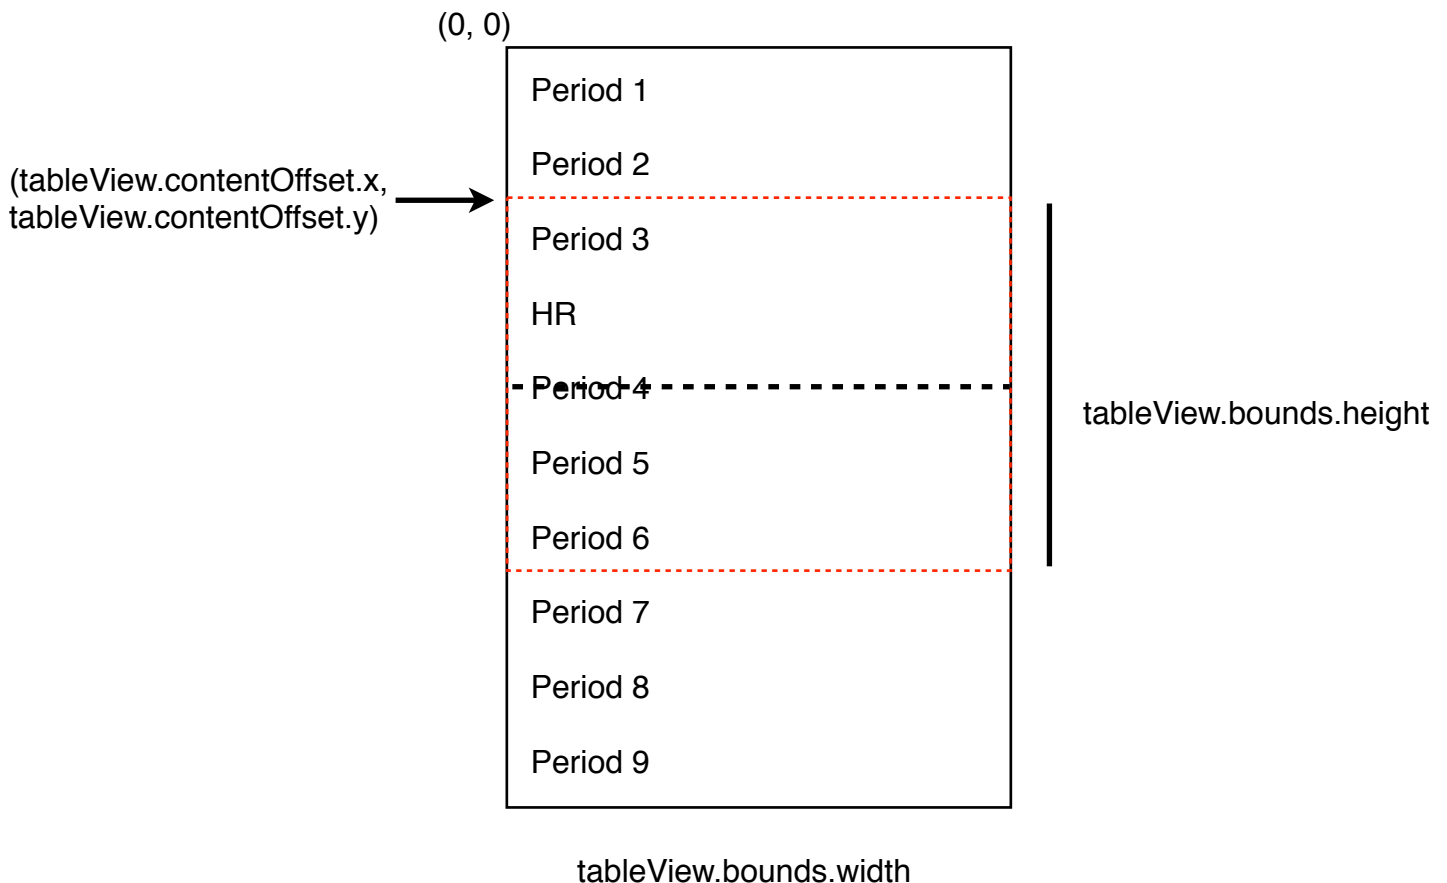 (0, 0)
Period 1
Period 2
(tableView.contentOffset.x,
tableView.contentOffset.y)
Period 3
HR
Period 4
tableView.bounds.height
Period 5
Period 6
Period 7
Period 8
Period 9
tableView.bounds.width